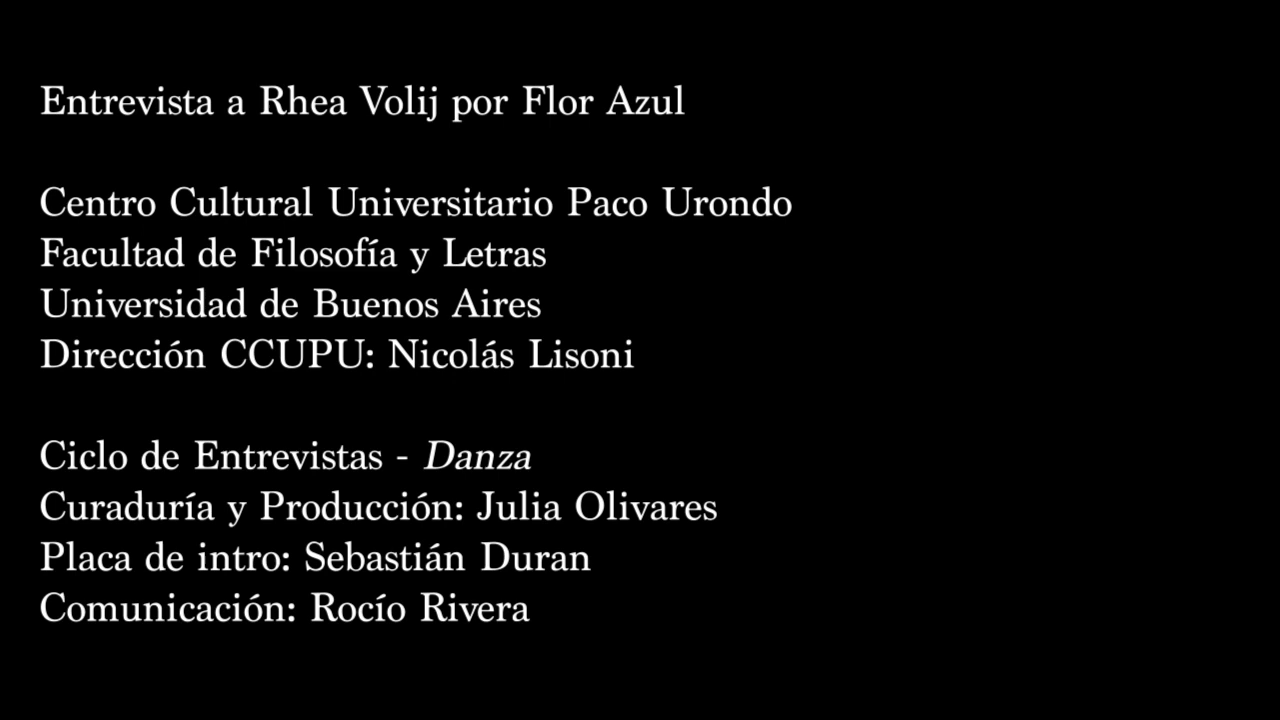 Entrevista a Rhea Volij por Flor Azul
Centro Cultural Universitario Paco Urondo
Facultad de Filosofía y Letras
Universidad de Buenos Aires
Dirección CCUPU: Nicolás Lisoni
Ciclo de Entrevistas - Danza
Curaduría y Producción: Julia Olivares
Placa de intro: Sebastián Duran
Comunicación: Rocío Rivera